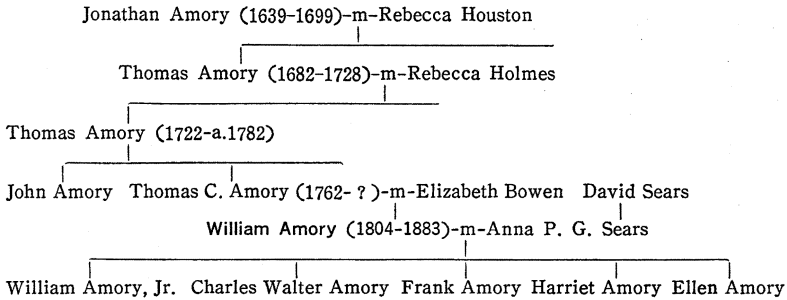 Jonathan Amory (1639-1699)-m-Rebecca Houston
Thomas Amory (1682-1728)-m-Rebecca Holmes
Thomas Amory (1722-a.1782)
John Amory Thomas C. Amory (1762- ? )-m-Elizabeth Bowen David Sears
William Amory (1804-1883)-m-Anna P. G. Sears
William Amory, Jr. Charles Walter Amory Frank Amory Harriet Amory Ellen Amory